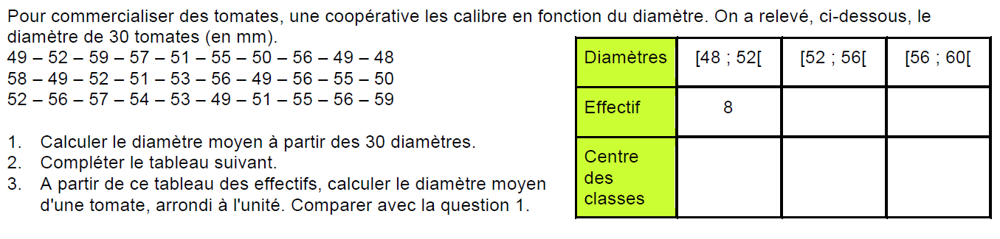 Pour commercialiser des tomates, une coopérative les calibre en fonction du diamètre. On a relevé, ci-dessous, le
diamètre de 30 tomates (en mm).
49 – 52 – 59 – 57 – 51 – 55 – 50 – 56 – 49 – 48
58 – 49 – 52 – 51 – 53 – 56 – 49 – 56 – 55 – 50
52 – 56 – 57 – 54 – 53 – 49 – 51 – 55 – 56 – 59
1. Calculer le diamètre moyen à partir des 30 diamètres.
2. Compléter le tableau suivant.
3. A partir de ce tableau des effectifs, calculer le diamètre moyen
d'une tomate, arrondi à l'unité. Comparer avec la question 1.
Diamètres [48 ; 52[ [52 ; 56[ [56 ; 60[
Effectif 8
Centre
des
classes